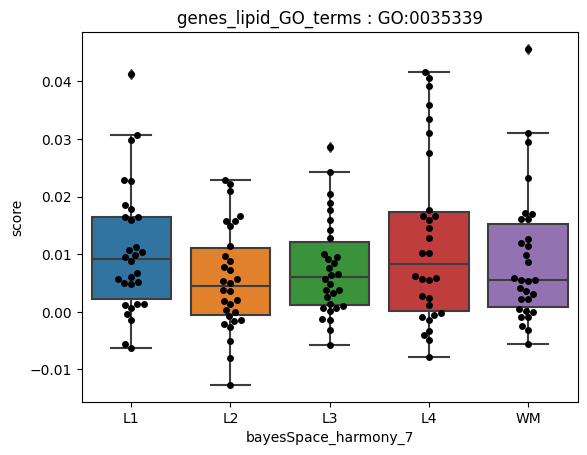 genes_lipid_GO_terms : GO:0035339
score
0.04
0.03
0.02
0.01
0.00
−0.01
L1 L2 L3 L4 WM
bayesSpace_harmony_7